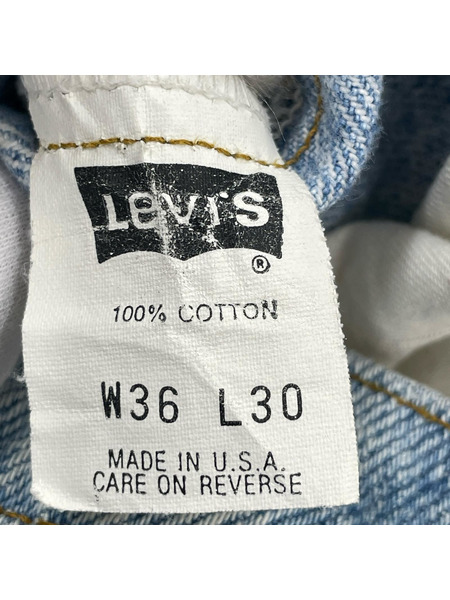 Levi's
®
100% COTTON
W36 L30
MADE IN U.S.A.
CARE ON REVERSE